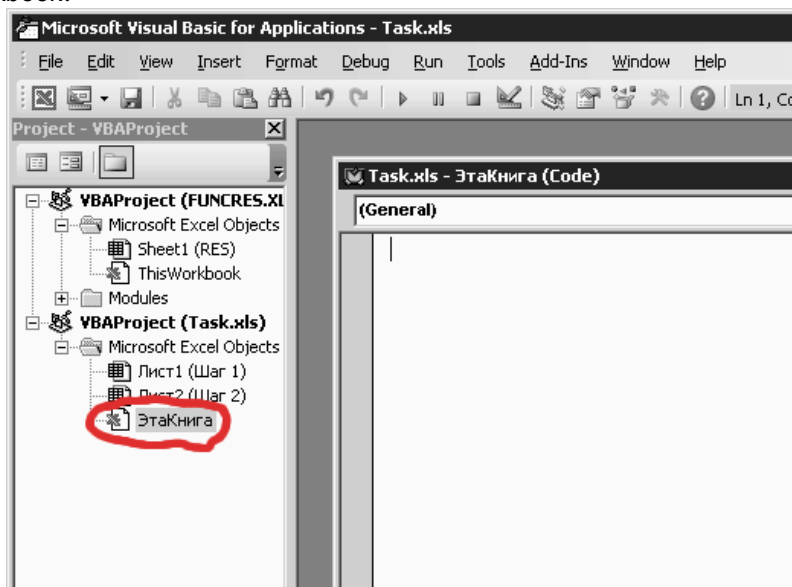 Microsoft Visual Basic for Applications - Task.xls
File Edit View Insert Format Debug Run Tools Add-Ins Window Help
Ln 1,
Project - VBAProject
VBAProject (FUNCRES.XL
Microsoft Excel Objects
Sheet1 (RES)
ThisWorkbook
Modules
VBAProject (Task.xls)
Microsoft Excel Objects
Лист1 (Шаг 1)
Лист2 (Шаг 2)
ЭтаКнига
Task.xls - ЭтаКнига (Code)
(General)